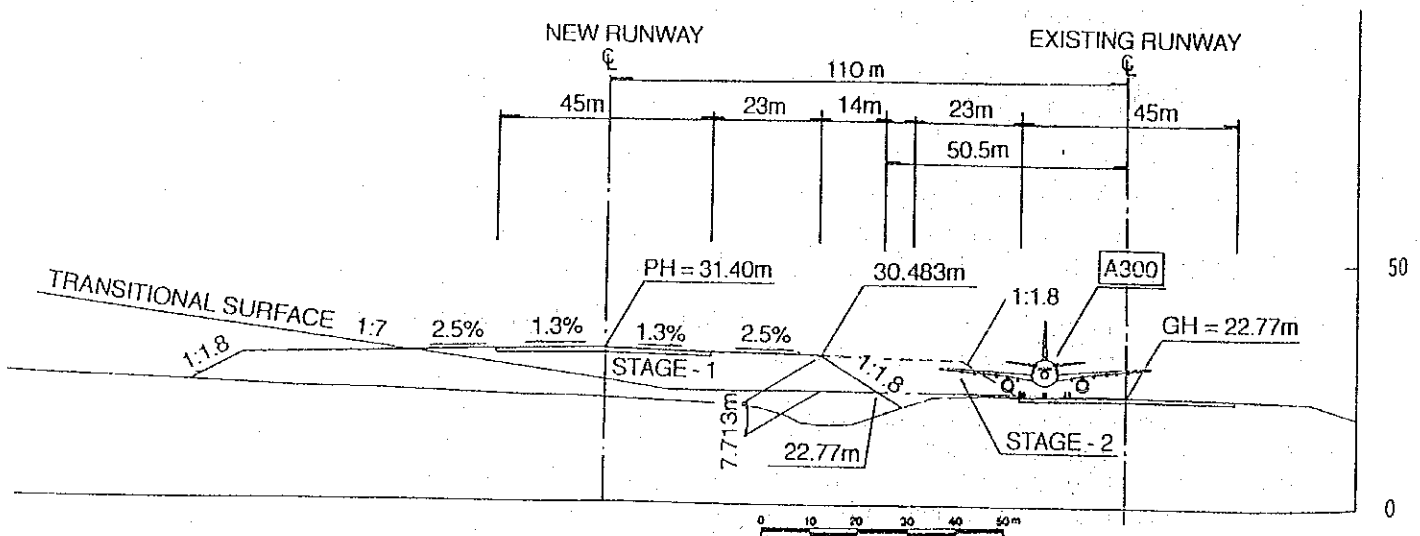 NEW RUNWAY
EXISTING RUNWAY
110 m
45m
23m
14m
23m
45m
50.5m
PH = 31.40m
30.483m
A300
50
TRANSITIONAL SURFACE
1:7
2.5%
1.3%
1.3%
2.5%
1:1.8
GH = 22.77m
1:1.8
STAGE - 1
1:1.8
7.713m
22.77m
STAGE - 2
0
0 10 20 30 40 50m